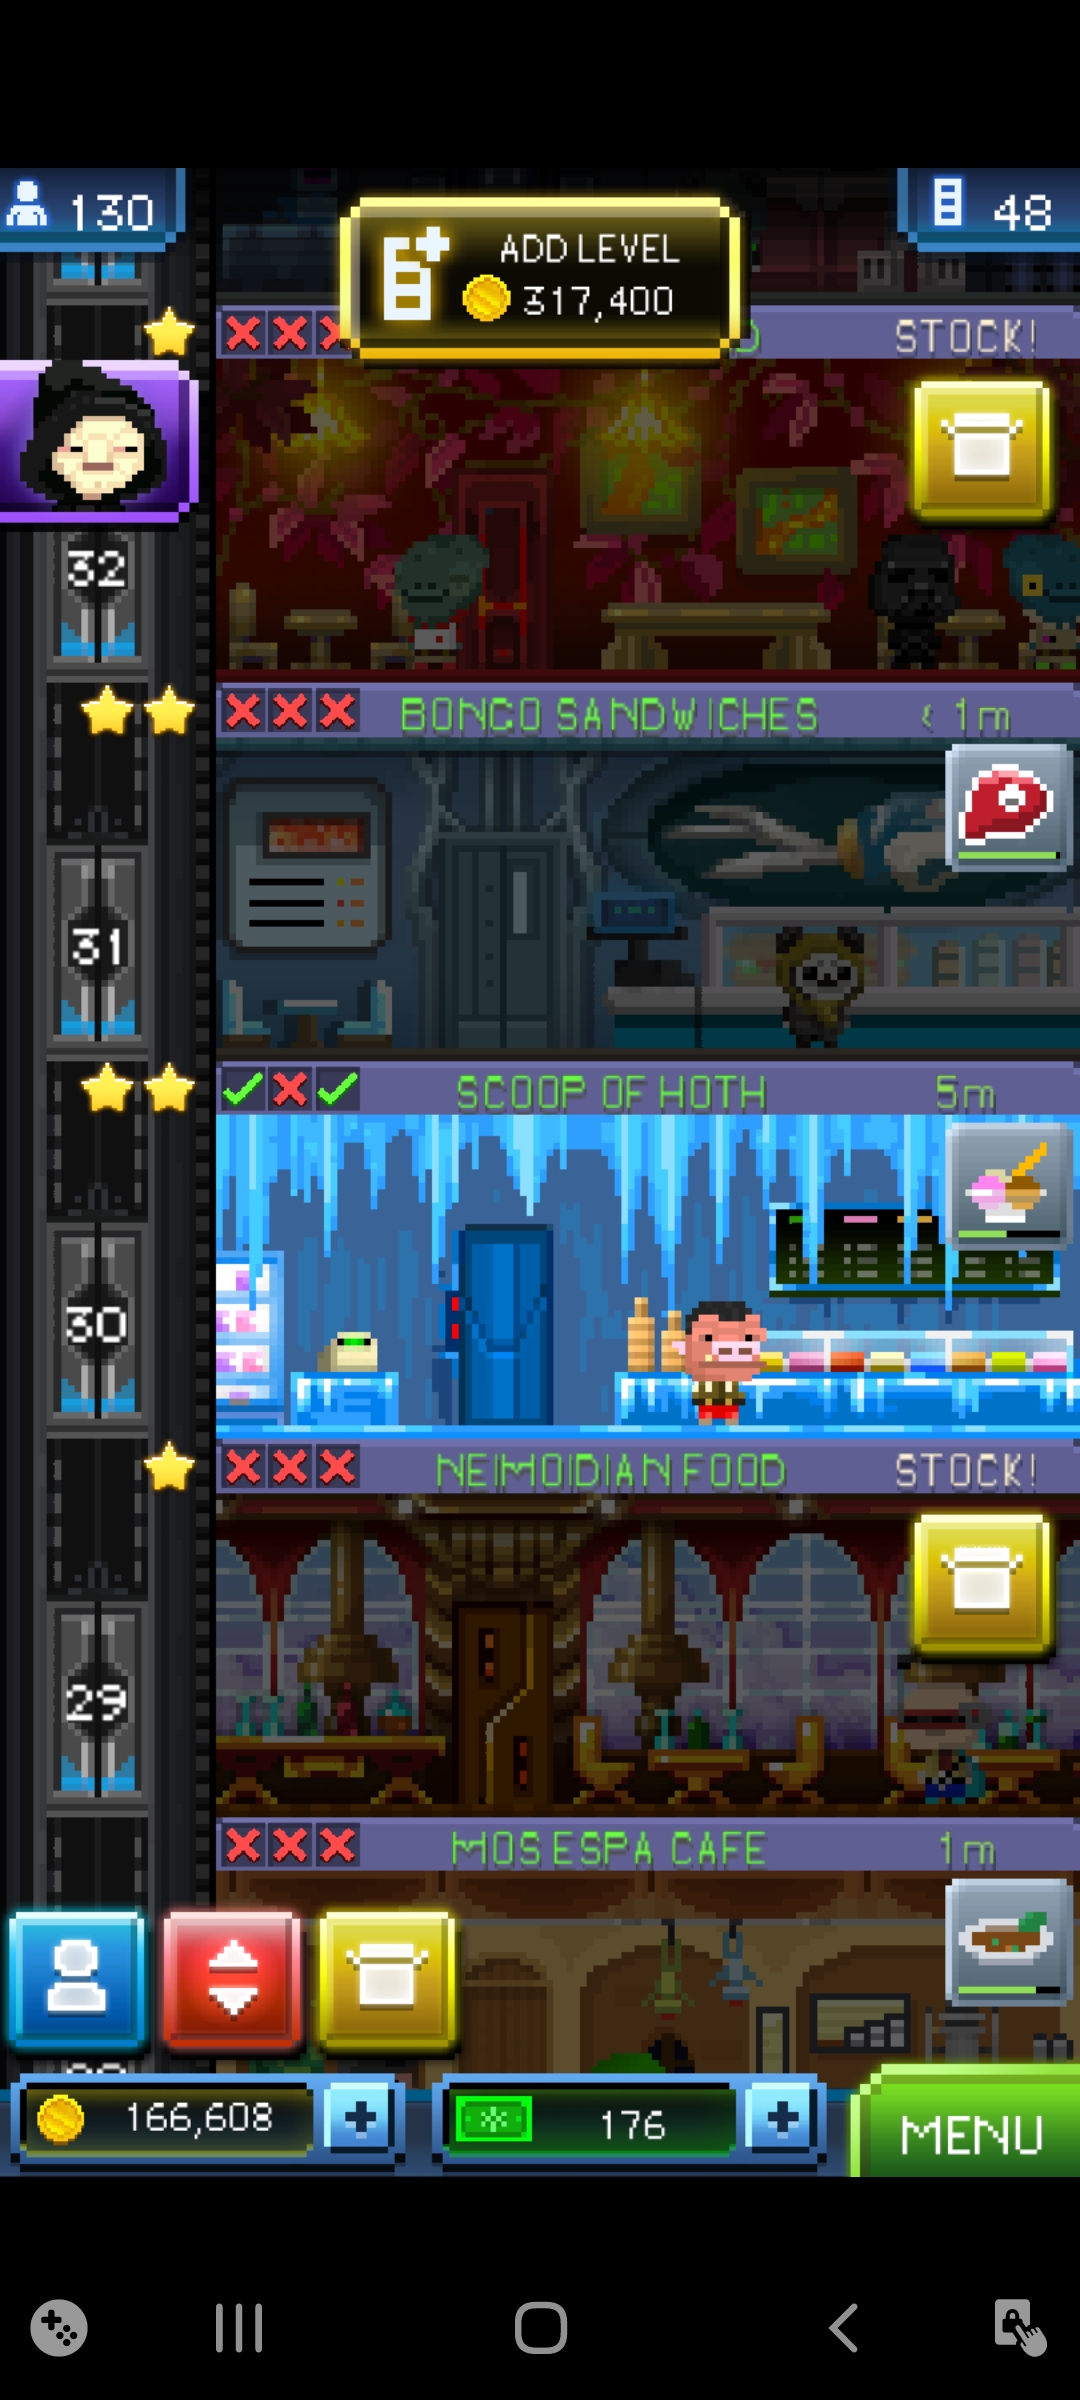 130
ADD LEVEL
317,400
48
STOCK!
32
BONGO SANDWICHES < 1m
31
SCOOP OF HOTH 5m
30
NEIMOIDIAN FOOD STOCK!
29
MOS ESPA CAFE 1m
166,608 + 176 + MENU